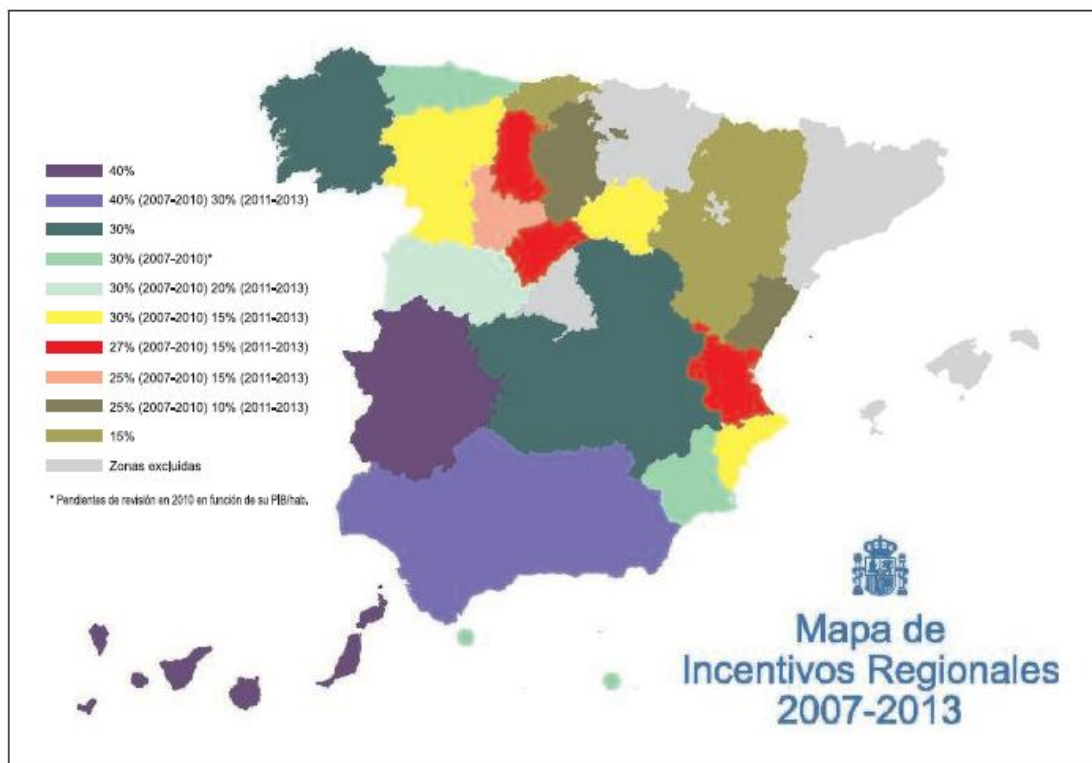 40%
40% (2007-2010) 30% (2011-2013)
30%
30% (2007-2010)*
30% (2007-2010) 20% (2011-2013)
30% (2007-2010) 15% (2011-2013)
27% (2007-2010) 15% (2011-2013)
25% (2007-2010) 15% (2011-2013)
25% (2007-2010) 10% (2011-2013)
15%
Zonas excluidas
* Pendientes de revisión en 2010 en función de su PIB/hab.
Mapa de
Incentivos Regionales
2007-2013